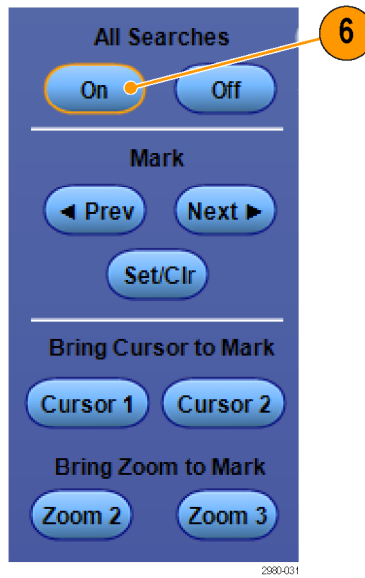 All Searches
6
On Off
Mark
◄ Prev Next ►
Set/Clr
Bring Cursor to Mark
Cursor 1 Cursor 2
Bring Zoom to Mark
Zoom 2 Zoom 3
2980-031